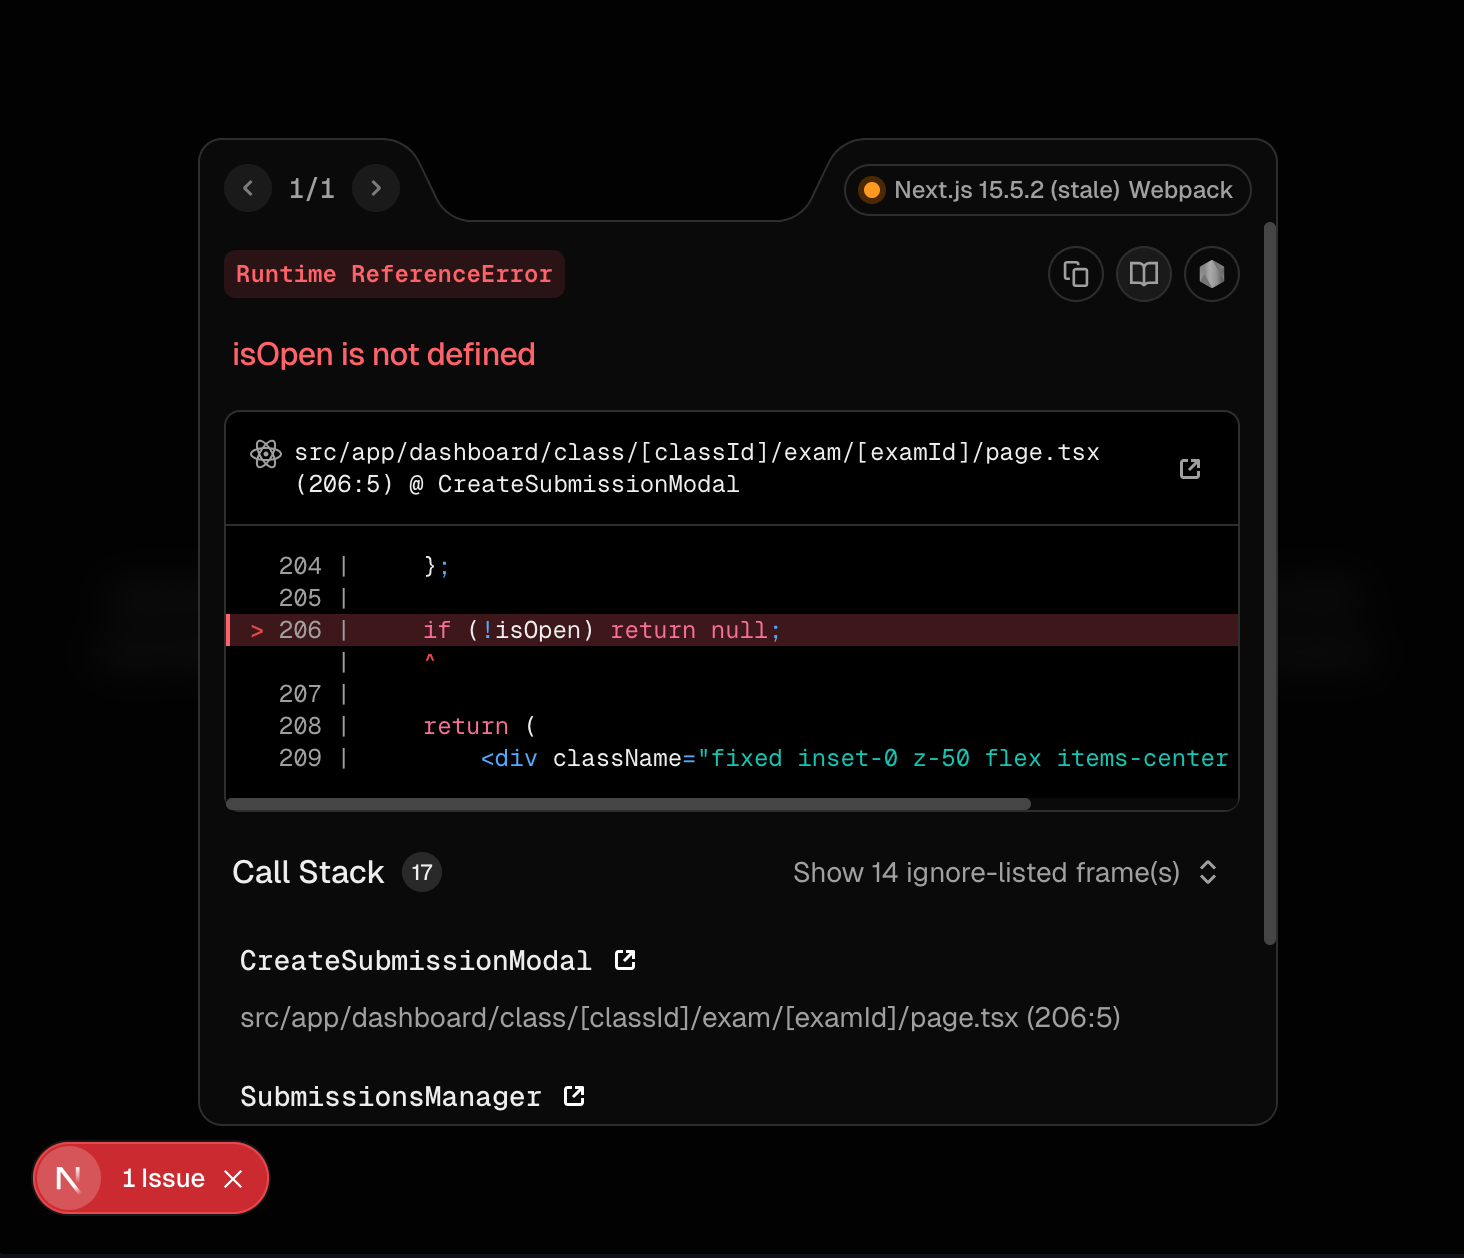 1/1
Next.js 15.5.2 (stale) Webpack
Runtime ReferenceError
isOpen is not defined
src/app/dashboard/class/[classId]/exam/[examId]/page.tsx
(206:5) @ CreateSubmissionModal
204 |     };
205 |
> 206 |     if (!isOpen) return null;
|     ^
207 |
208 |     return (
209 |         <div className="fixed inset-0 z-50 flex items-center
Call Stack 17
Show 14 ignore-listed frame(s)
CreateSubmissionModal
src/app/dashboard/class/[classId]/exam/[examId]/page.tsx (206:5)
SubmissionsManager
N 1 Issue